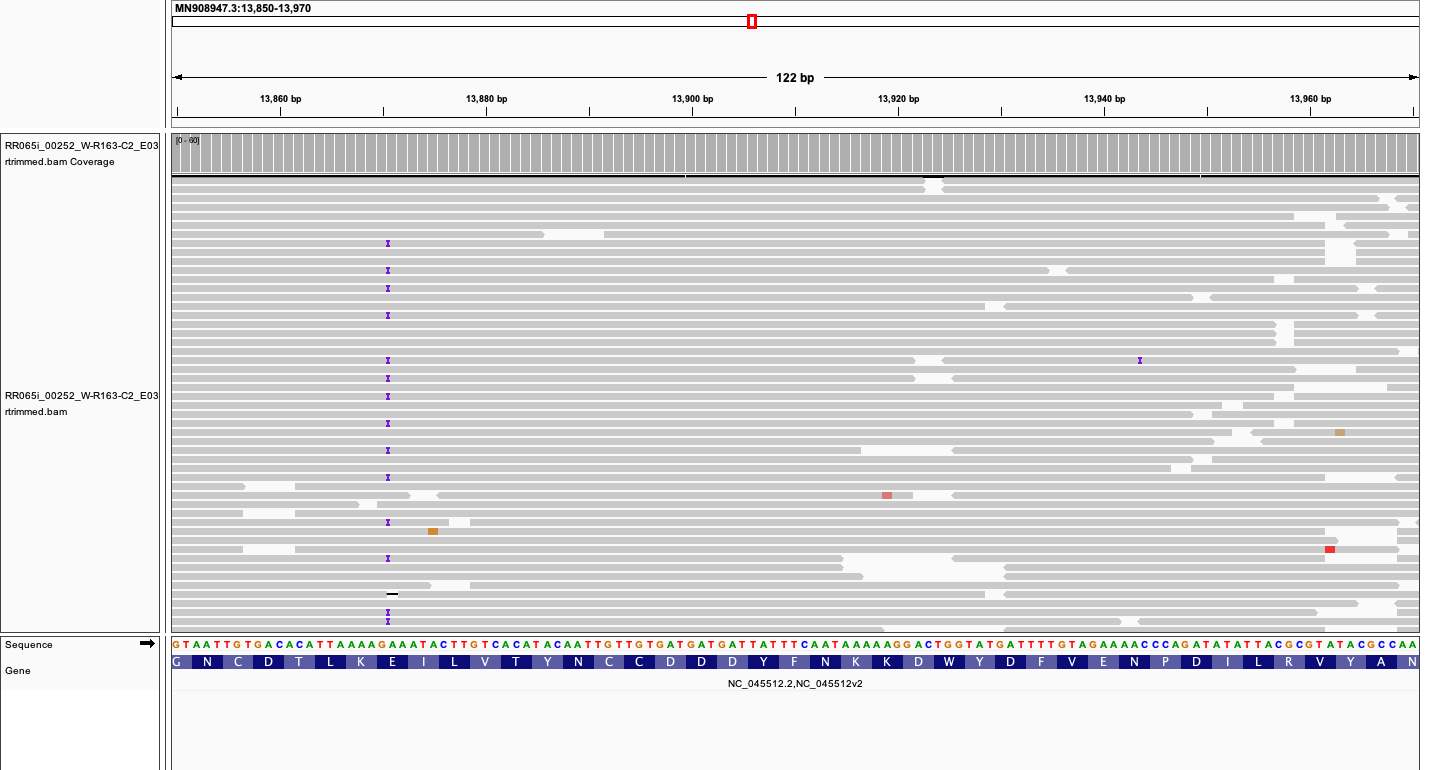 MN908947.3:13,850-13,970
122 bp
13,860 bp 13,880 bp 13,900 bp 13,920 bp 13,940 bp 13,960 bp
RR065i_00252_W-R163-C2_E03
rtrimmed.bam Coverage
[0 - 60]
RR065i_00252_W-R163-C2_E03
rtrimmed.bam
Sequence G T A A T T G T G A C A C A T T A A A A G A A A T A C T T G T C A C A T A C A A T T G T T G T G A T G A T G A T T A T T T C A A T A A A A A G G A C T G G T A T G A T T T T G T A G A A A A C C C A G A T A T A T T A C G C G T A T A C G C C A A
Gene G N C D T L K E I L V T Y N C C D D D Y F N K K D W Y D F V E N P D I L R V Y A N
NC_045512.2,NC_045512v2